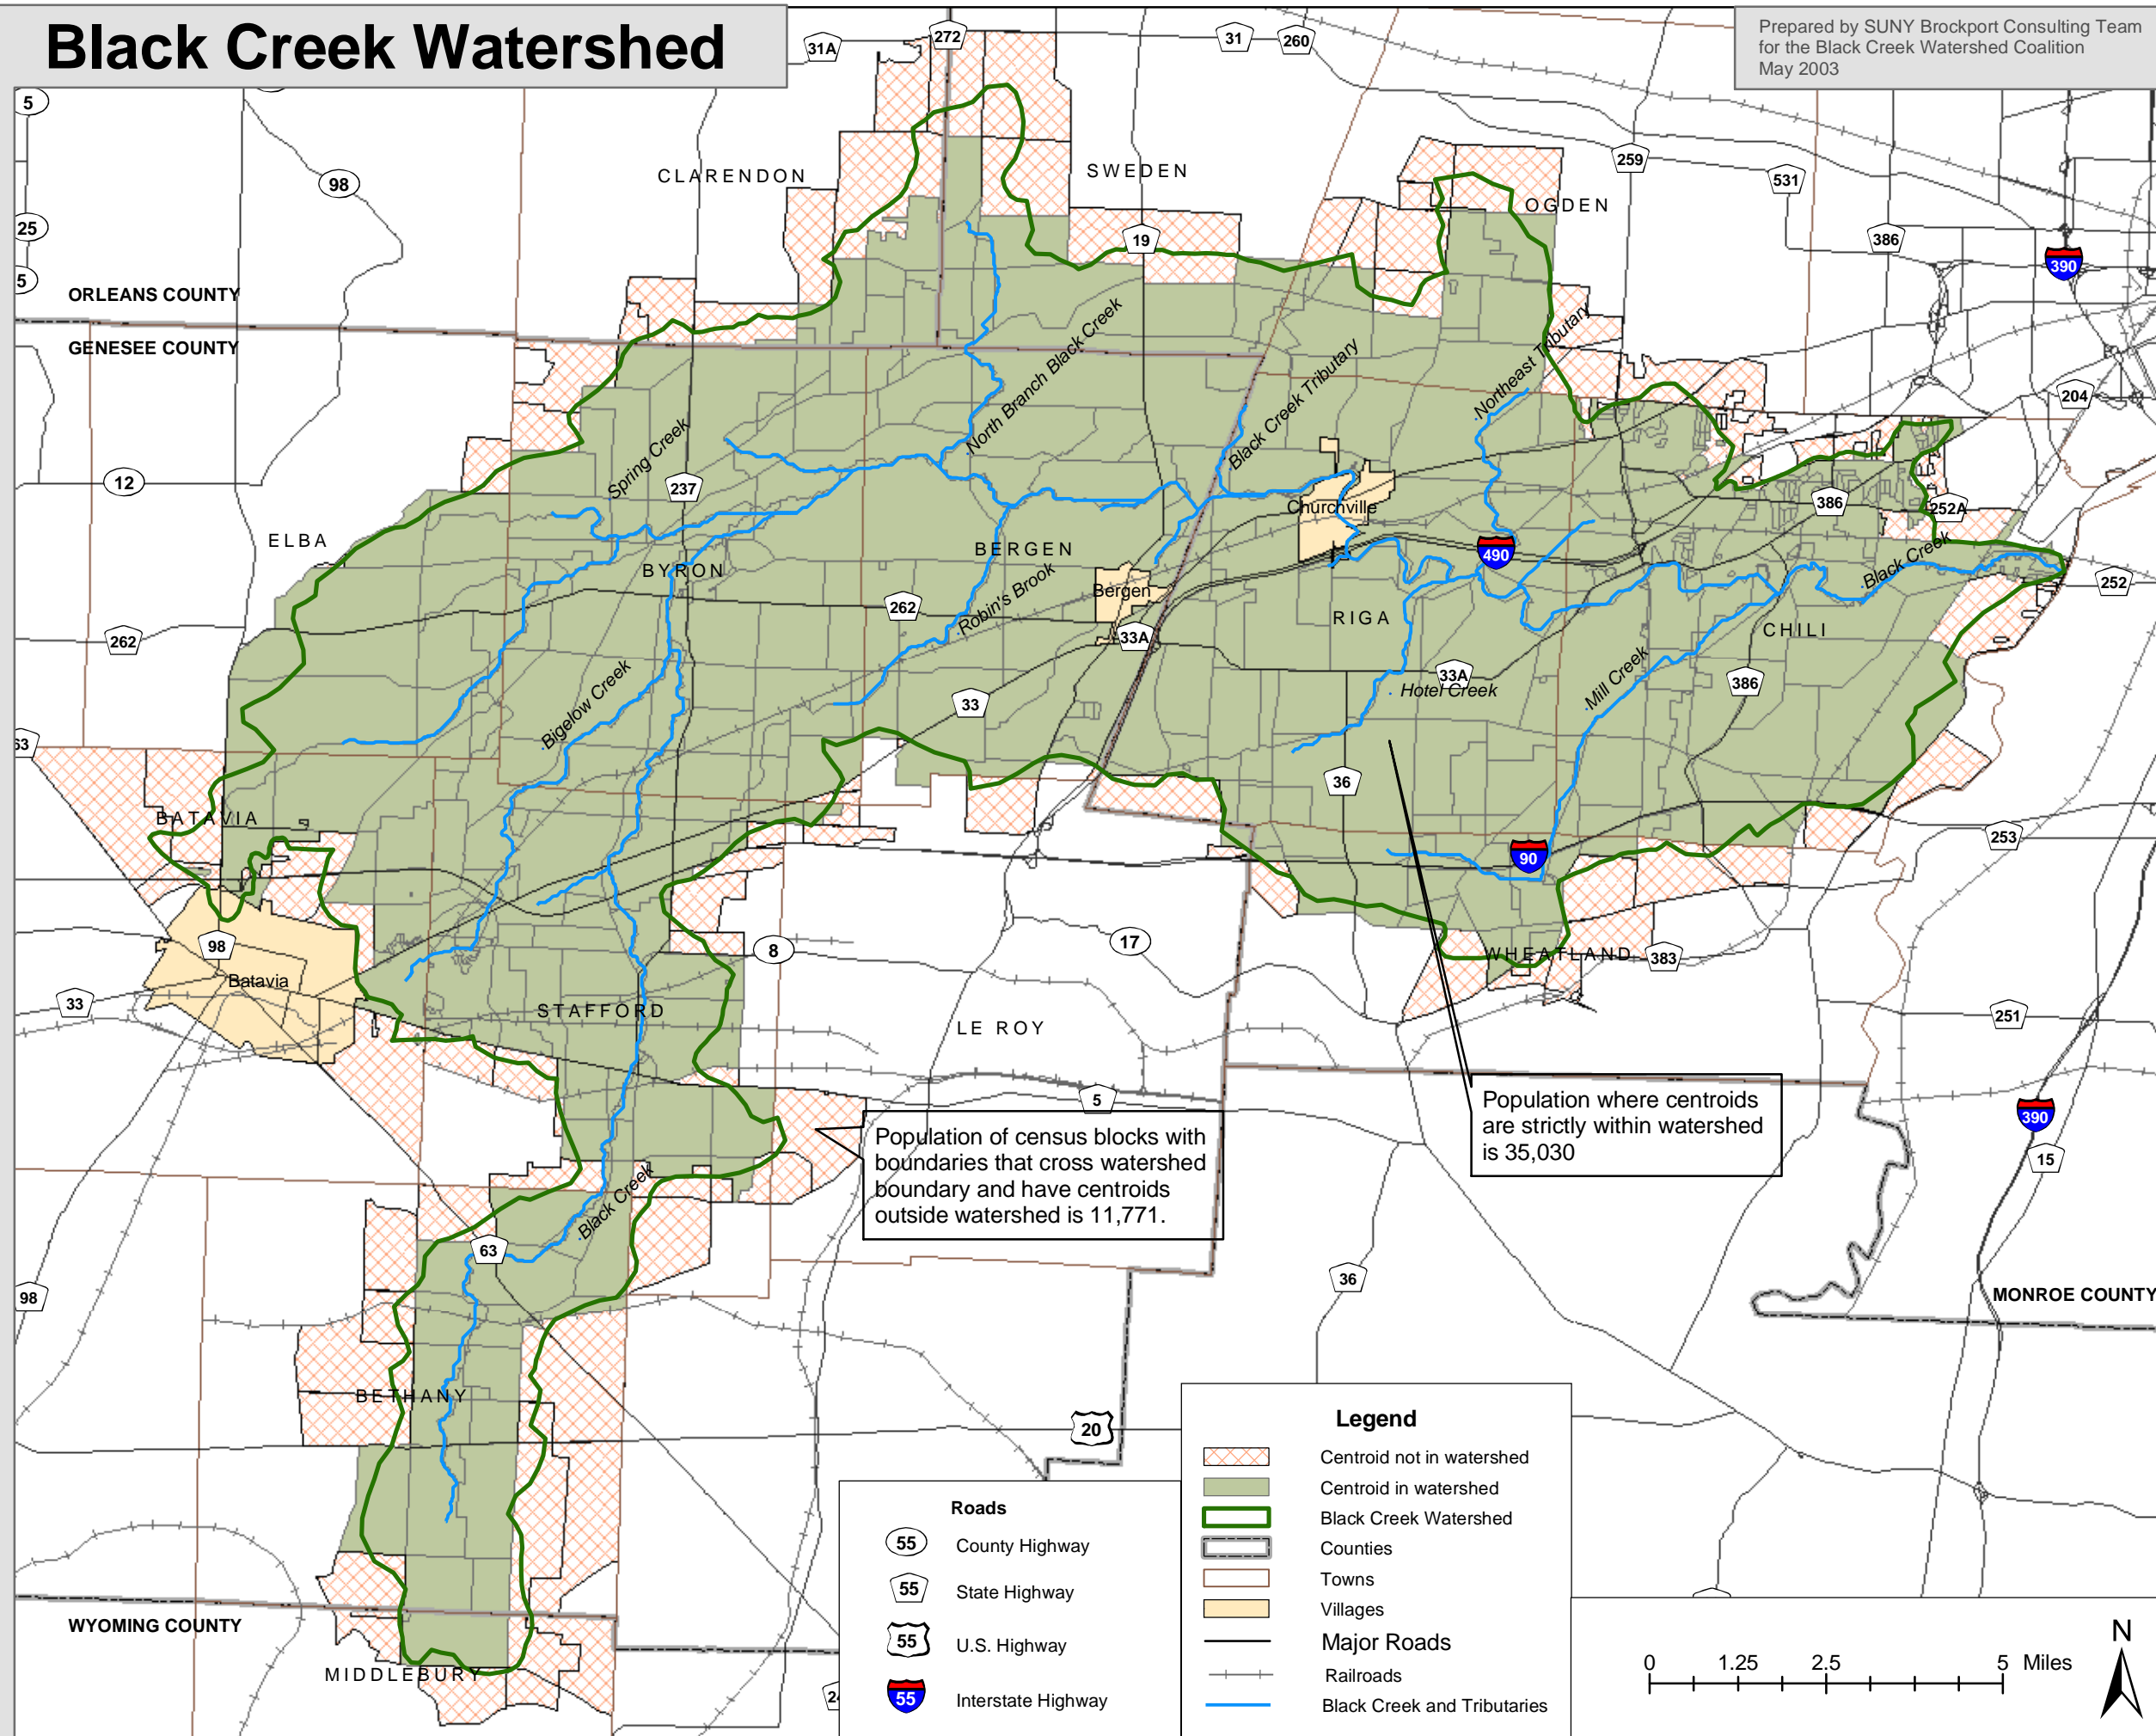 Black Creek Watershed
Prepared by SUNY Brockport Consulting Team
for the Black Creek Watershed Coalition
May 2003
31A
272
31
260
5
98
CLARENDON
SWEDEN
259
531
OGDEN
25
19
386
390
5
ORLEANS COUNTY
GENESEE COUNTY
North Branch Black Creek
Black Creek Tributary
Northeast Tributary
204
Spring Creek
12
237
Churchville
386
252A
ELBA
BERGEN
490
Black Creek
BYRON
Bergen
252
262
Robin's Brook
262
33A
RIGA
CHILI
Bigelow Creek
33
33A
Hotel Creek
Mill Creek
386
63
36
BATAVIA
253
90
98
8
17
WHEATLAND
383
Batavia
33
STAFFORD
LE ROY
251
5
Population where centroids
are strictly within watershed
is 35,030
390
15
Population of census blocks with
boundaries that cross watershed
boundary and have centroids
outside watershed is 11,771.
Black Creek
63
36
98
MONROE COUNTY
BETHANY
20
Legend
Centroid not in watershed
Centroid in watershed
Black Creek Watershed
Counties
Towns
Villages
Major Roads
Railroads
Black Creek and Tributaries
Roads
55 County Highway
55 State Highway
55 U.S. Highway
55 Interstate Highway
WYOMING COUNTY
MIDDLEBURY
N
0 1.25 2.5 5 Miles